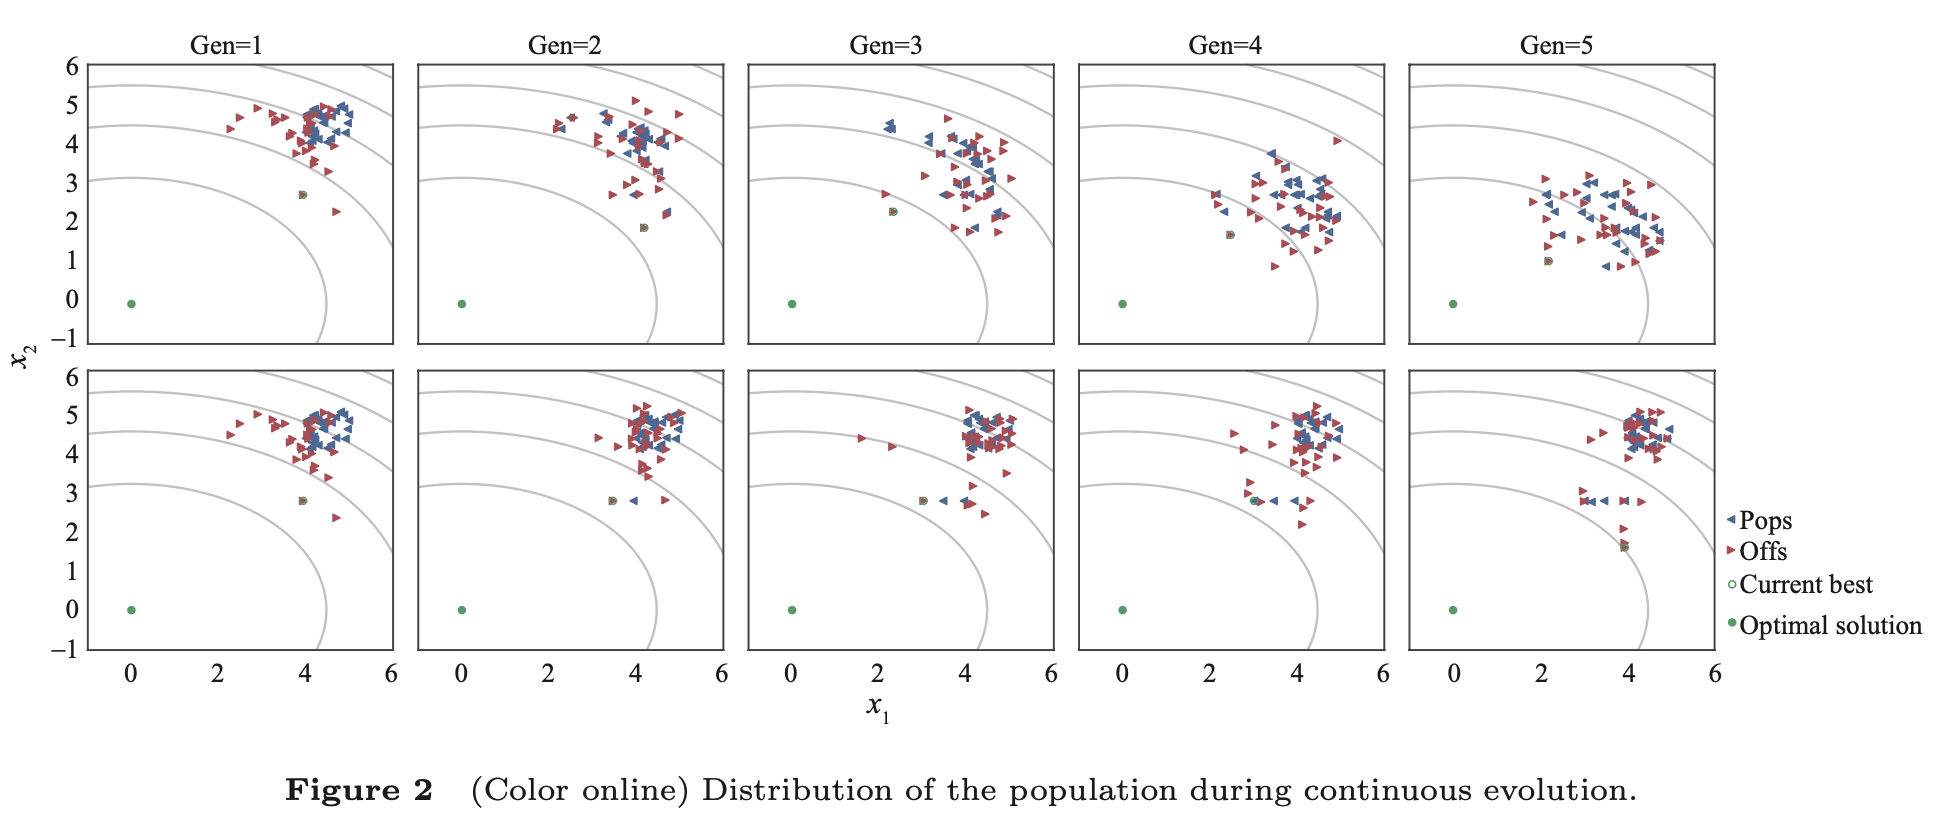 Gen=1 Gen=2 Gen=3 Gen=4 Gen=5
6
5
4
3
2
1
0
–1
x2
6
5
4
3
2
1
0
–1
0 2 4 6 0 2 4 6 0 2 4 6 0 2 4 6 0 2 4 6
x1
Pops
Offs
Current best
Optimal solution
Figure 2 (Color online) Distribution of the population during continuous evolution.